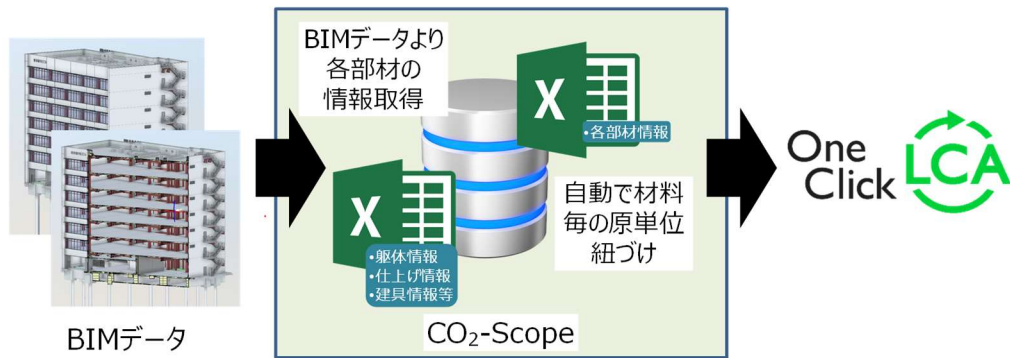 BIMデータ
BIMデータより
各部材の
情報取得
X
•各部材情報
X
•躯体情報
•仕上げ情報
•建具情報等
自動で材料
毎の原単位
紐づけ
CO₂-Scope
One
Click
LCA